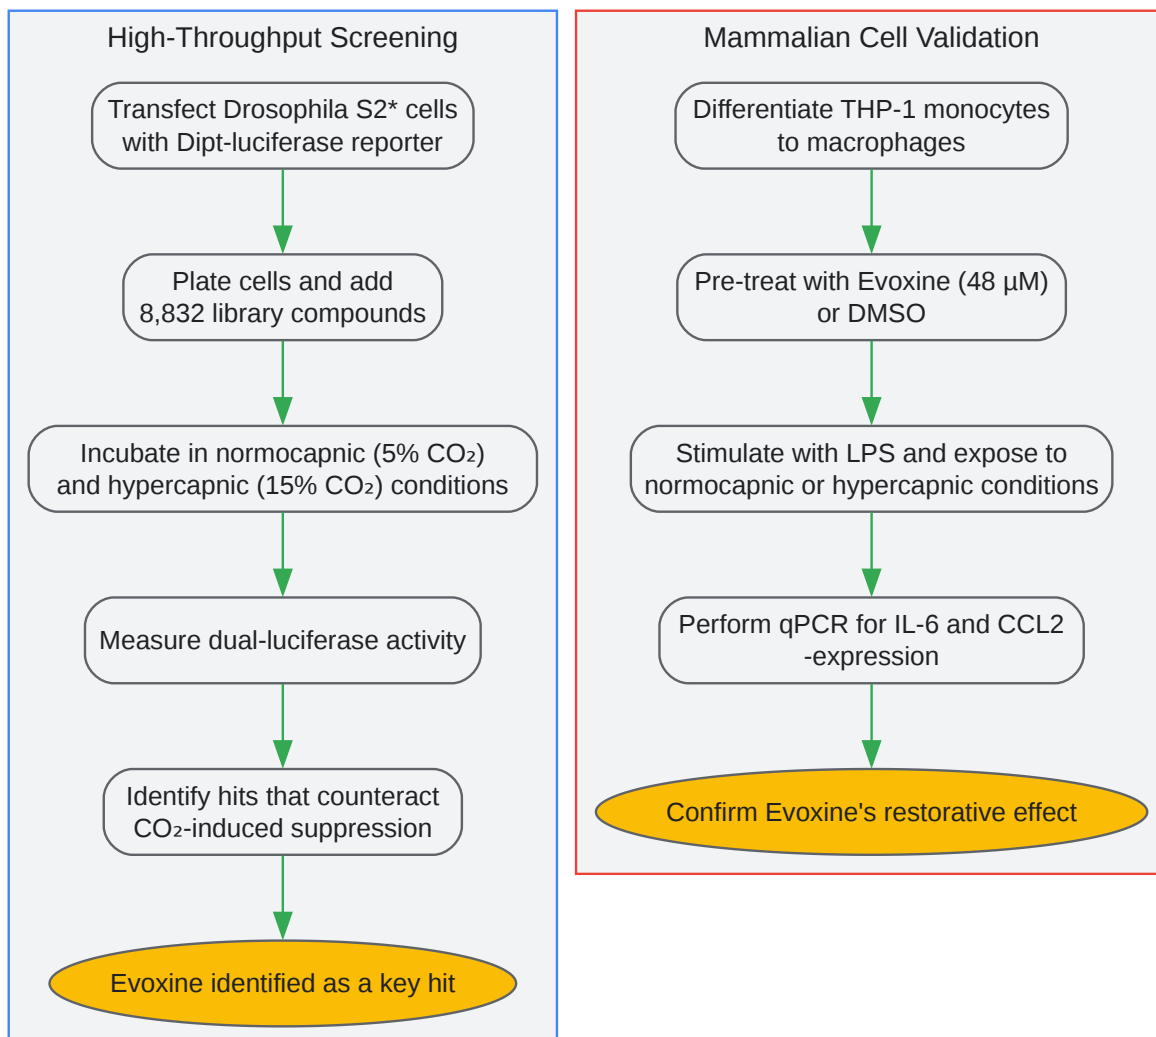 High-Throughput Screening
Transfect Drosophila S2* cells
with Dipt-luciferase reporter
Plate cells and add
8,832 library compounds
Incubate in normocapnic (5% CO₂)
and hypercapnic (15% CO₂) conditions
Measure dual-luciferase activity
Identify hits that counteract
CO₂-induced suppression
Evoxine identified as a key hit
Mammalian Cell Validation
Differentiate THP-1 monocytes
to macrophages
Pre-treat with Evoxine (48 µM)
or DMSO
Stimulate with LPS and expose to
normocapnic or hypercapnic conditions
Perform qPCR for IL-6 and CCL2
-expression
Confirm Evoxine's restorative effect